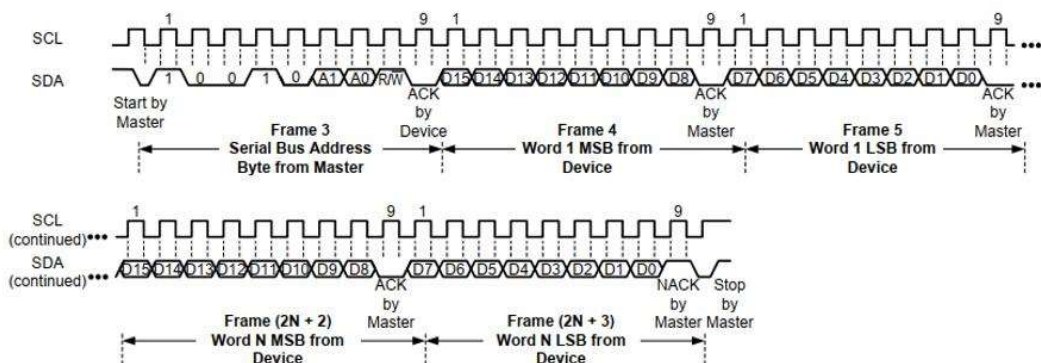 1 9 1 9 1 9
SCL
SDA 1 0 0 1 0 A1 A0 R/W D15 D14 D13 D12 D11 D10 D9 D8 D7 D6 D5 D4 D3 D2 D1 D0
Start by Master
ACK by Device
ACK by Master
ACK by Master
Frame 3
Serial Bus Address
Byte from Master
Frame 4
Word 1 MSB from
Device
Frame 5
Word 1 LSB from
Device
1 9 1 9
SCL
(continued)
SDA
(continued)
D15 D14 D13 D12 D11 D10 D9 D8 D7 D6 D5 D4 D3 D2 D1 D0
ACK by Master
NACK by Master
Stop by Master
Frame (2N + 2)
Word N MSB from
Device
Frame (2N + 3)
Word N LSB from
Device